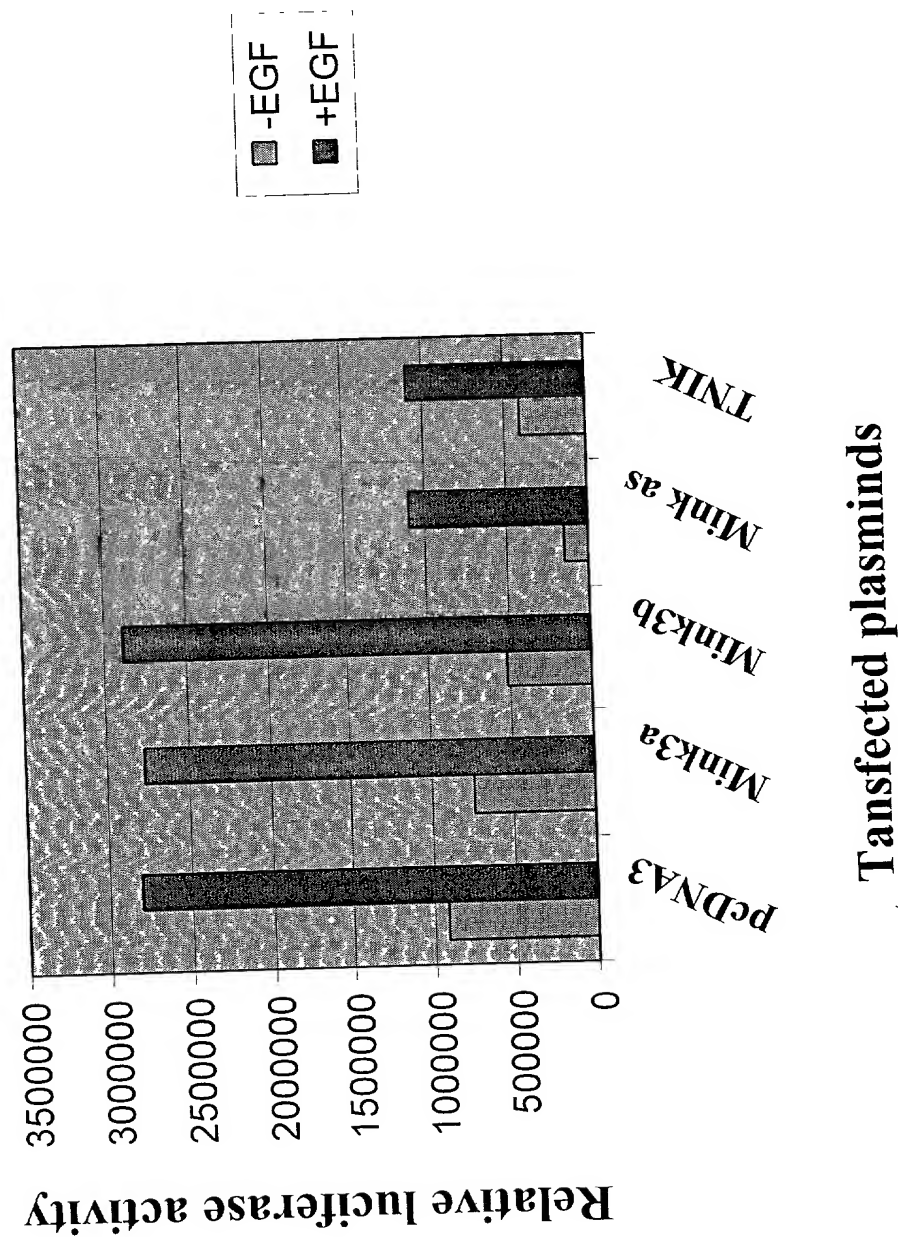 Relative luciferase activity
3500000
3000000
2500000
2000000
1500000
1000000
500000
0
pcDNA3
Mink3a
Mink3b
Mink as
TNIK
Tansfected plasminds
-EGF
+EGF